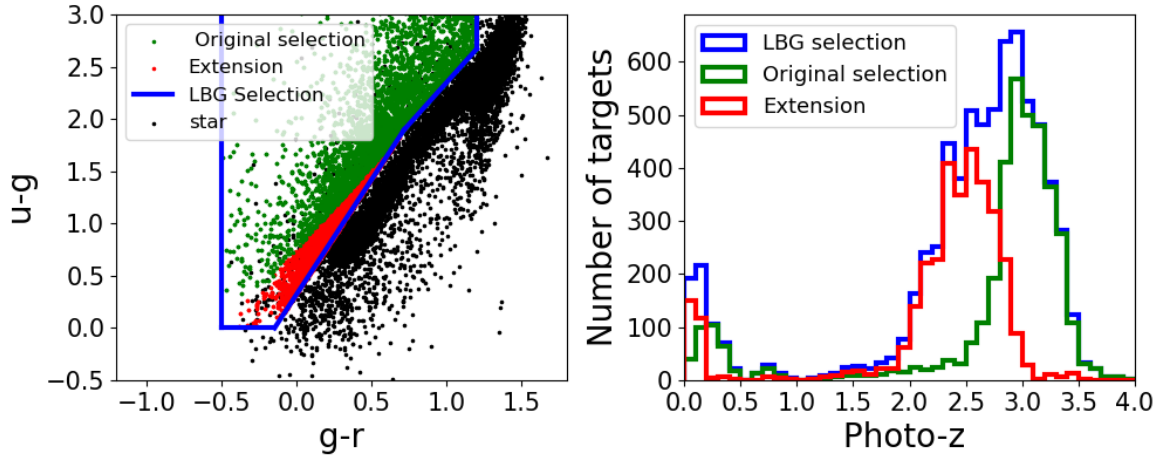 3.0
2.5
2.0
1.5
1.0
0.5
0.0
−0.5
u-g
Original selection
Extension
LBG Selection
star
−1.0 −0.5 0.0 0.5 1.0 1.5
g-r
600
500
400
300
200
100
0
Number of targets
LBG selection
Original selection
Extension
0.0 0.5 1.0 1.5 2.0 2.5 3.0 3.5 4.0
Photo-z